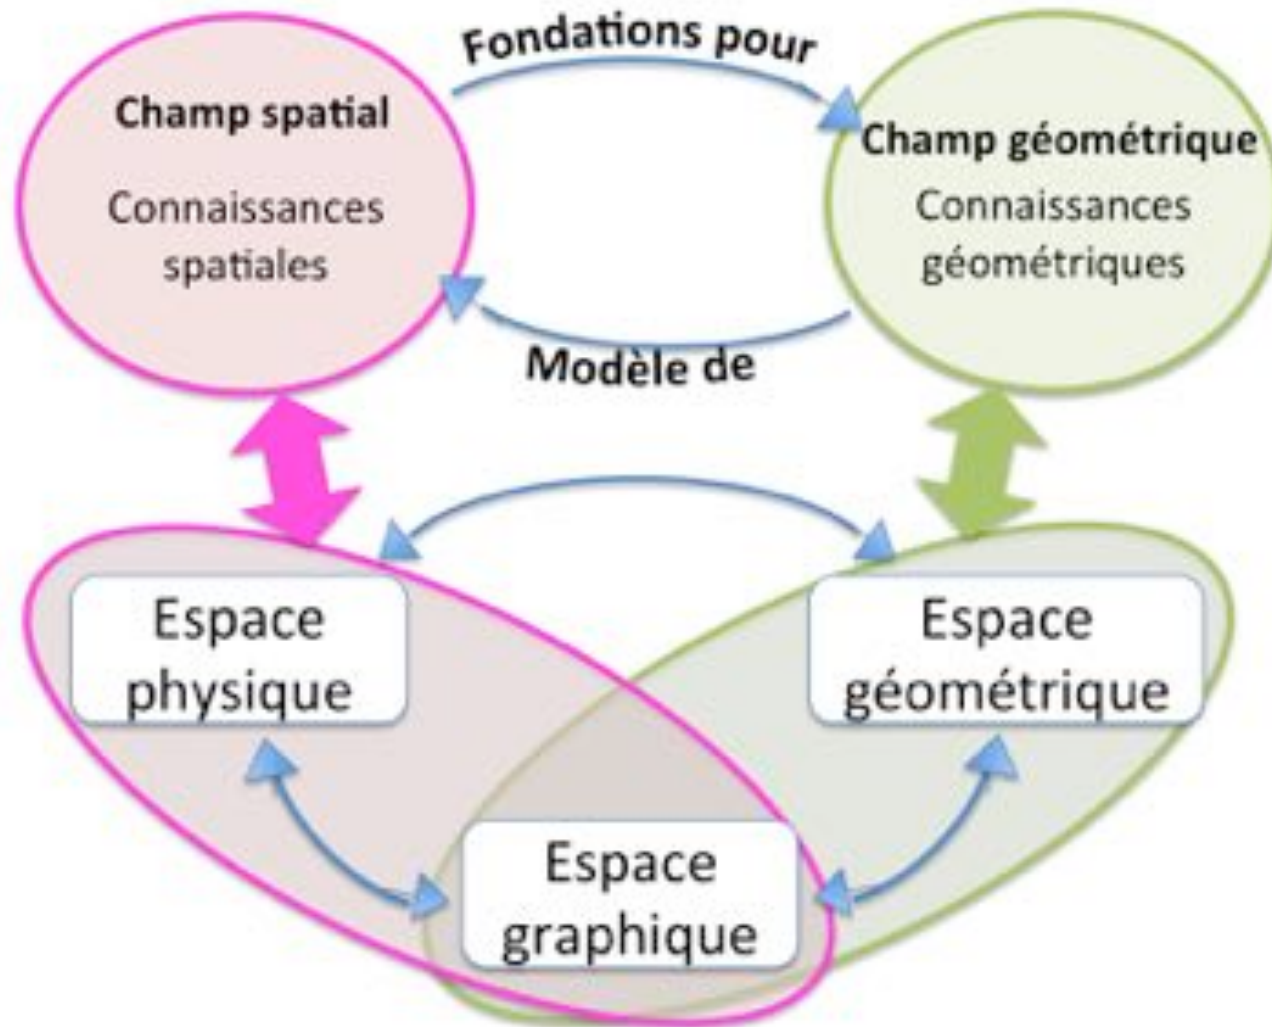 Fondations pour
Champ spatial
Connaissances
spatiales
Champ géométrique
Connaissances
géométriques
Modèle de
Espace
physique
Espace
géométrique
Espace
graphique